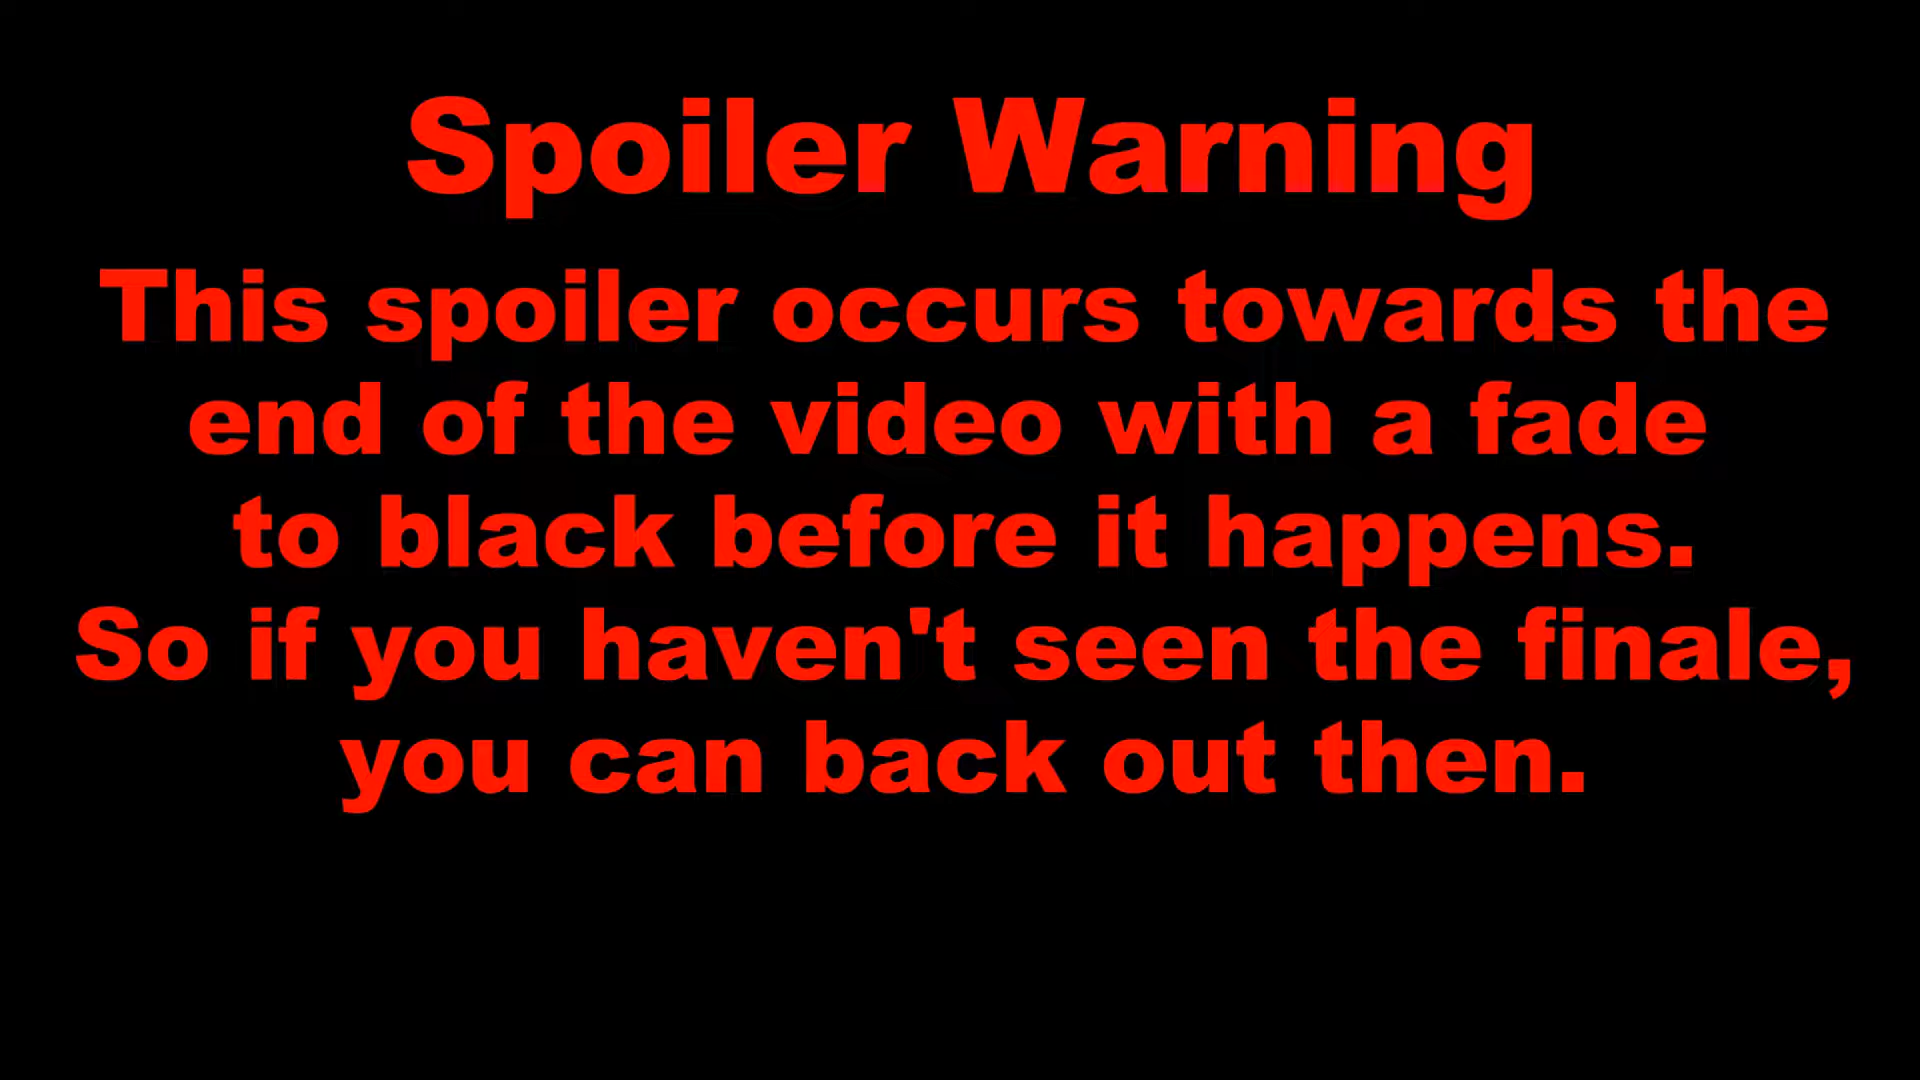 Spoiler Warning
This spoiler occurs towards the
end of the video with a fade
to black before it happens.
So if you haven't seen the finale,
you can back out then.